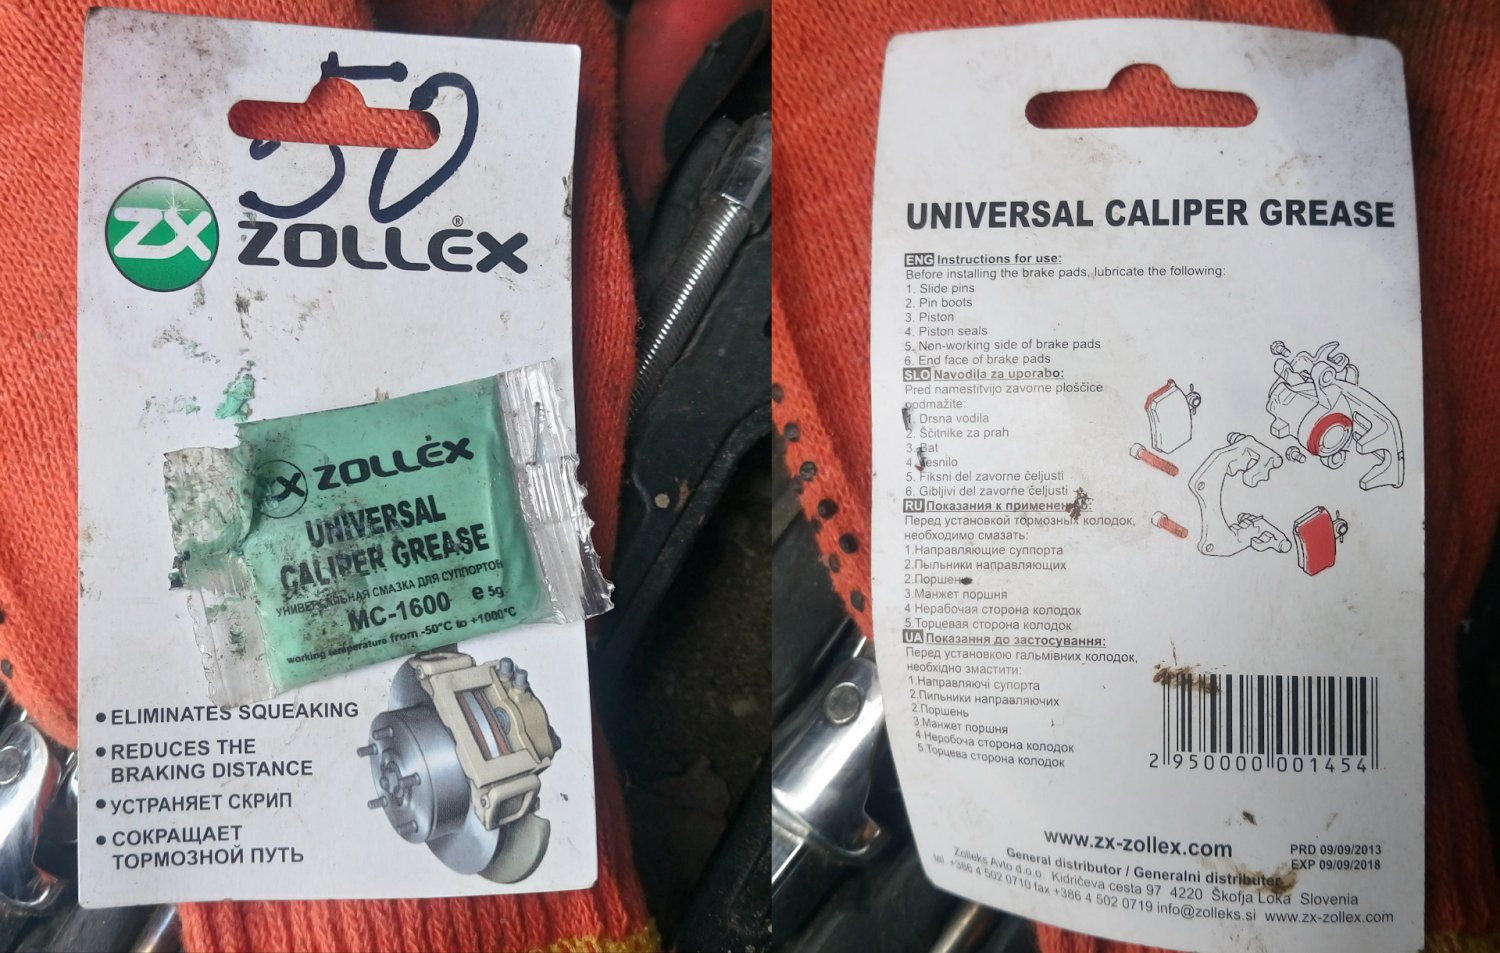 50
ZX ZOLLEX®
ZOLLEX
UNIVERSAL
CALIPER GREASE
УНИВЕРСАЛЬНАЯ СМАЗКА ДЛЯ СУППОРТОВ
MC-1600 e 5g
working temperature from -50°C to +1000°C
• ELIMINATES SQUEAKING
• REDUCES THE
BRAKING DISTANCE
• УСТРАНЯЕТ СКРИП
• СОКРАЩАЕТ
ТОРМОЗНОЙ ПУТЬ
UNIVERSAL CALIPER GREASE
ENG Instructions for use:
Before installing the brake pads, lubricate the following:
1. Slide pins
2. Pin boots
3. Piston
4. Piston seals
5. Non-working side of brake pads
6. End face of brake pads
SLO Navodila za uporabo:
Pred namestitvijo zavorne ploščice
podmažite:
1. Drsna vodila
2. Ščitnike za prah
3. Bat
4. Tesnilo
5. Fiksni del zavorne čeljusti
6. Gibljivi del zavorne čeljusti
RU Показания к применению:
Перед установкой тормозных колодок,
необходимо смазать:
1.Направляющие суппорта
2.Пыльники направляющих
2.Поршень
3.Манжет поршня
4 Нерабочая сторона колодок
5.Торцевая сторона колодок
UA Показання до застосування:
Перед установкою гальмівних колодок,
необхідно змастити:
1.Направляючі супорта
2.Пильники направляючих
2.Поршень
3.Манжет поршня
4 Неробоча сторона колодок
5.Торцева сторона колодок
2 950000 001454
www.zx-zollex.com
PRD 09/09/2013
EXP 09/09/2018
General distributor / Generalni distributer
Zolleks Avto d.o.o. Kidričeva cesta 97 4220 Škofja Loka Slovenia
tel. +386 4 502 0710 fax +386 4 502 0719 info@zolleks.si www.zx-zollex.com